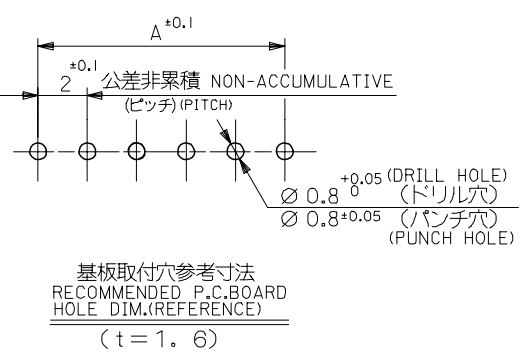 A ±0.1
2 ±0.1 公差非累積 NON-ACCUMULATIVE
(ピッチ)(PITCH)
Ø 0.8 +0.05 0 (DRILL HOLE)
(ドリル穴)
Ø 0.8±0.05 (パンチ穴)
(PUNCH HOLE)
基板取付穴参考寸法
RECOMMENDED P.C.BOARD
HOLE DIM.(REFERENCE)
(t=1。6)